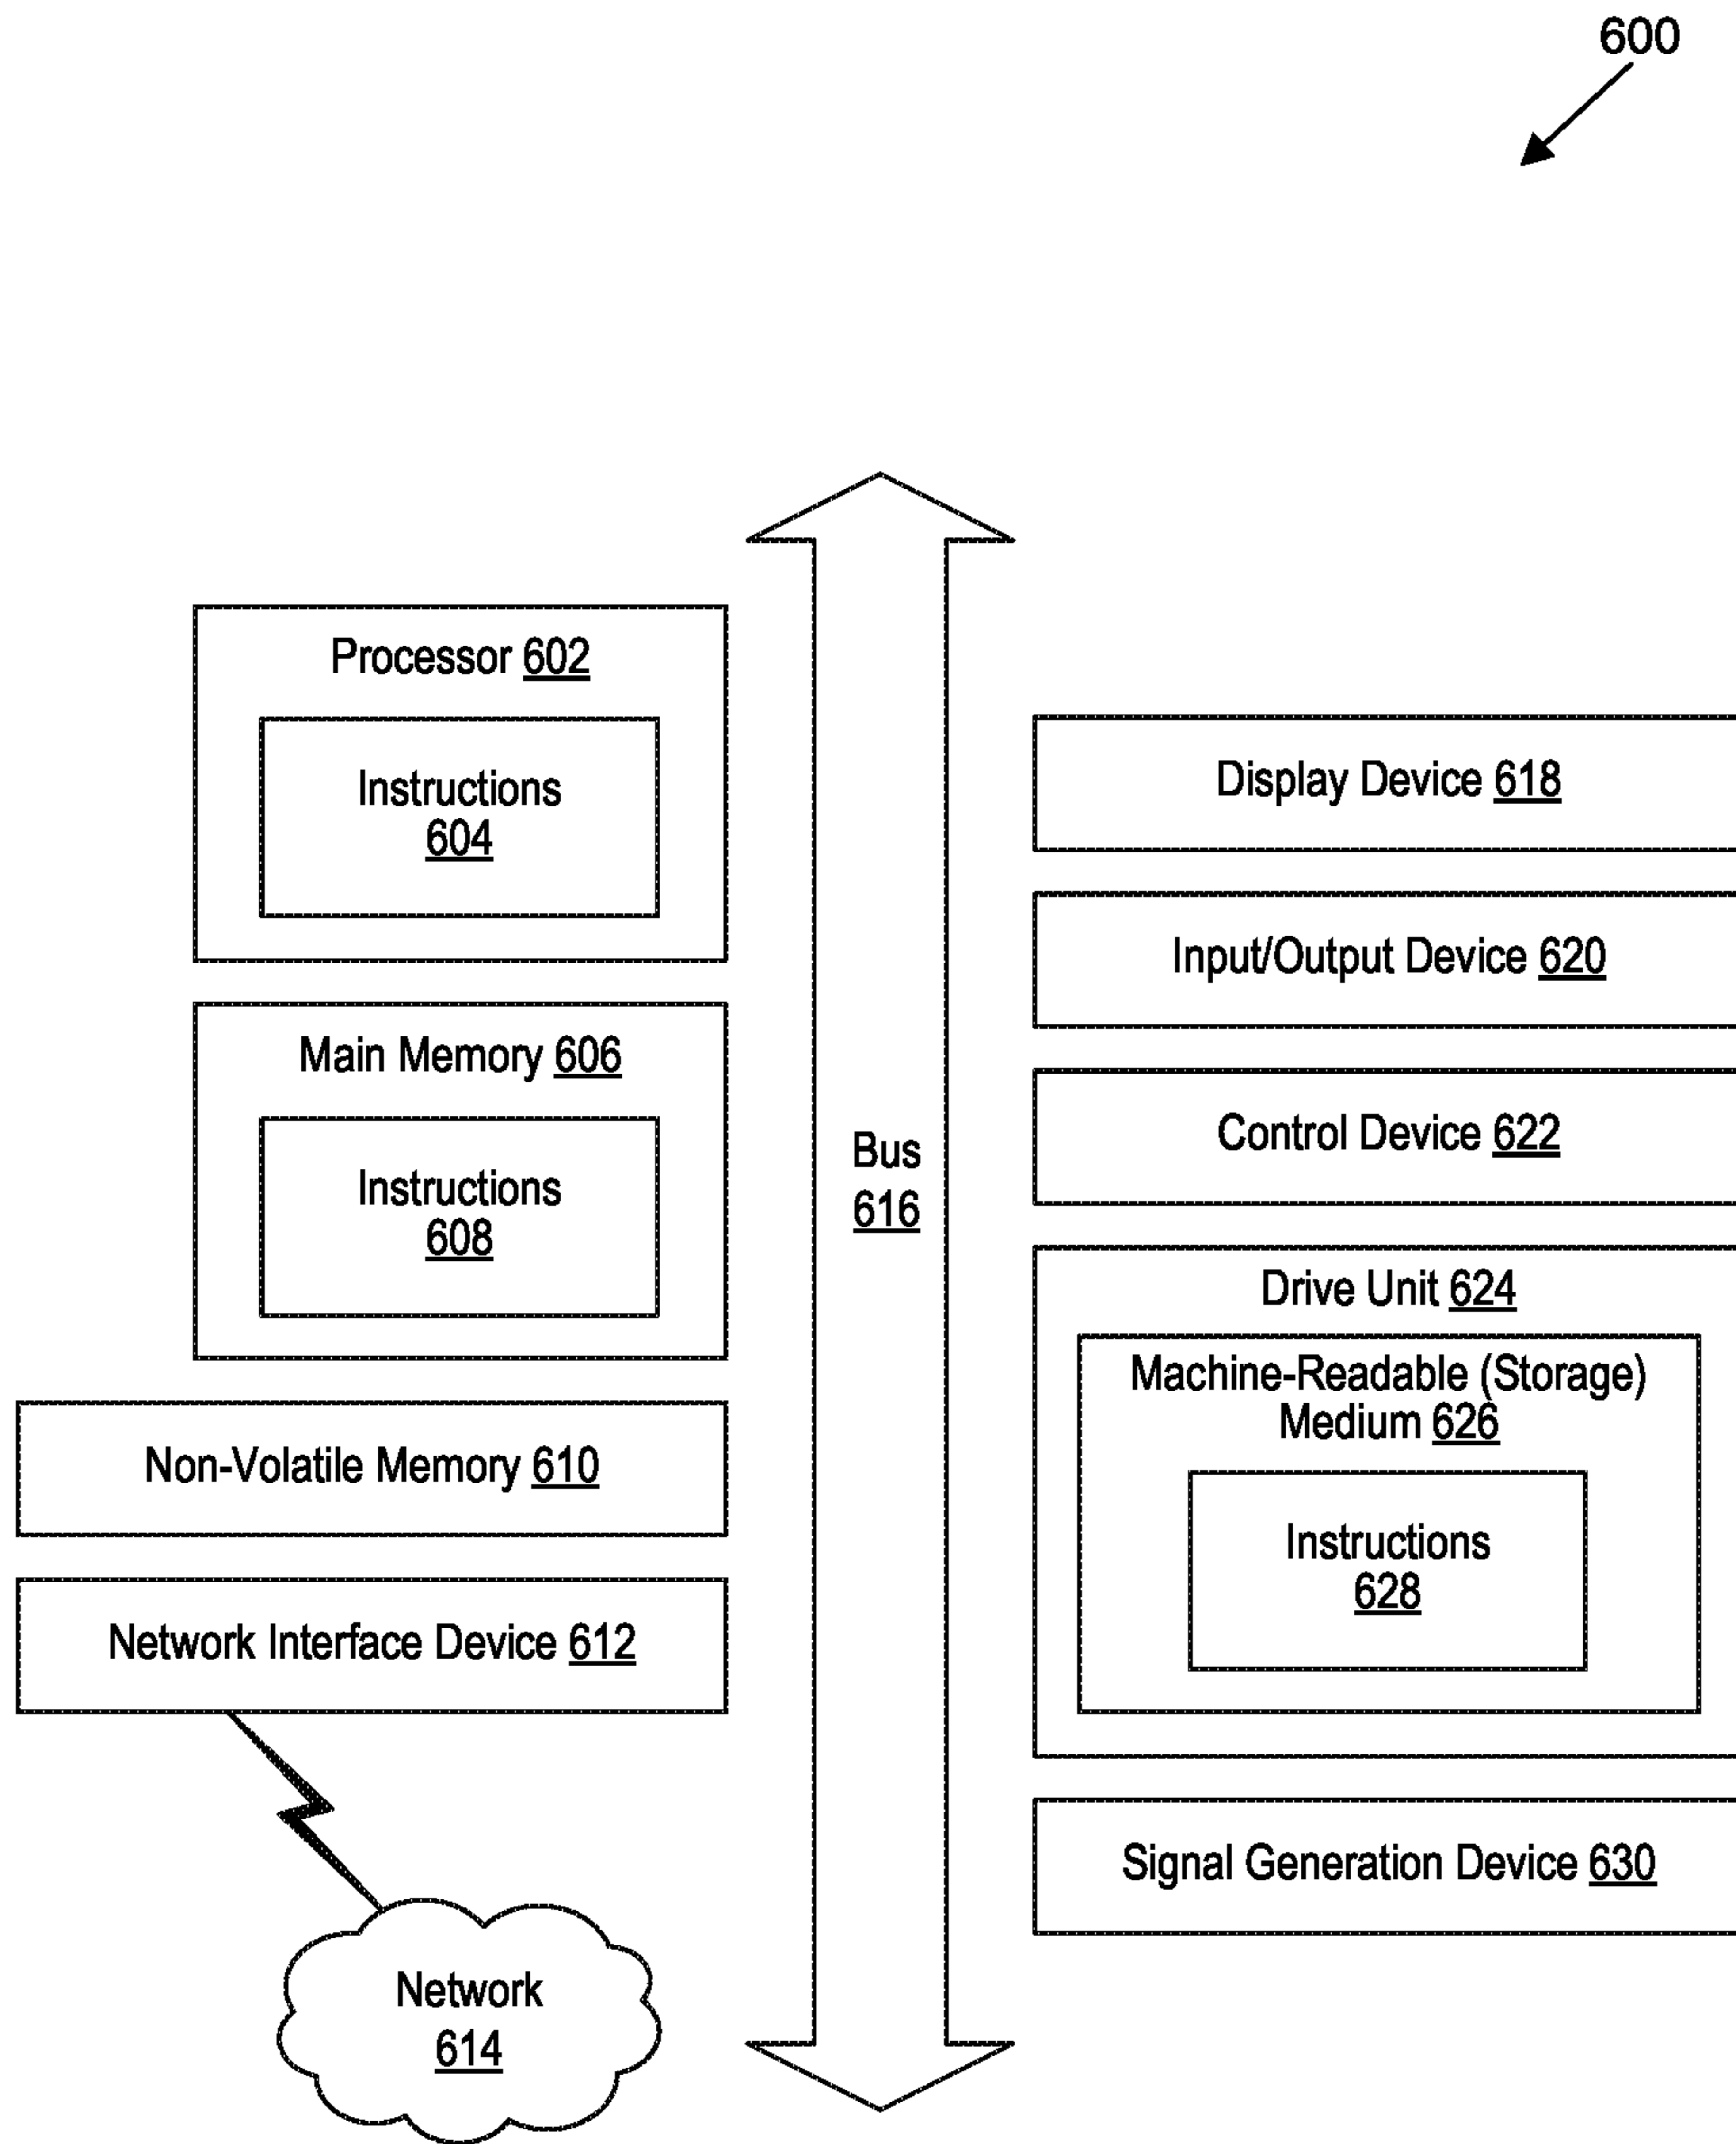 600
Processor 602
Instructions
604
Main Memory 606
Instructions
608
Non-Volatile Memory 610
Network Interface Device 612
Network
614
Bus
616
Display Device 618
Input/Output Device 620
Control Device 622
Drive Unit 624
Machine-Readable (Storage)
Medium 626
Instructions
628
Signal Generation Device 630